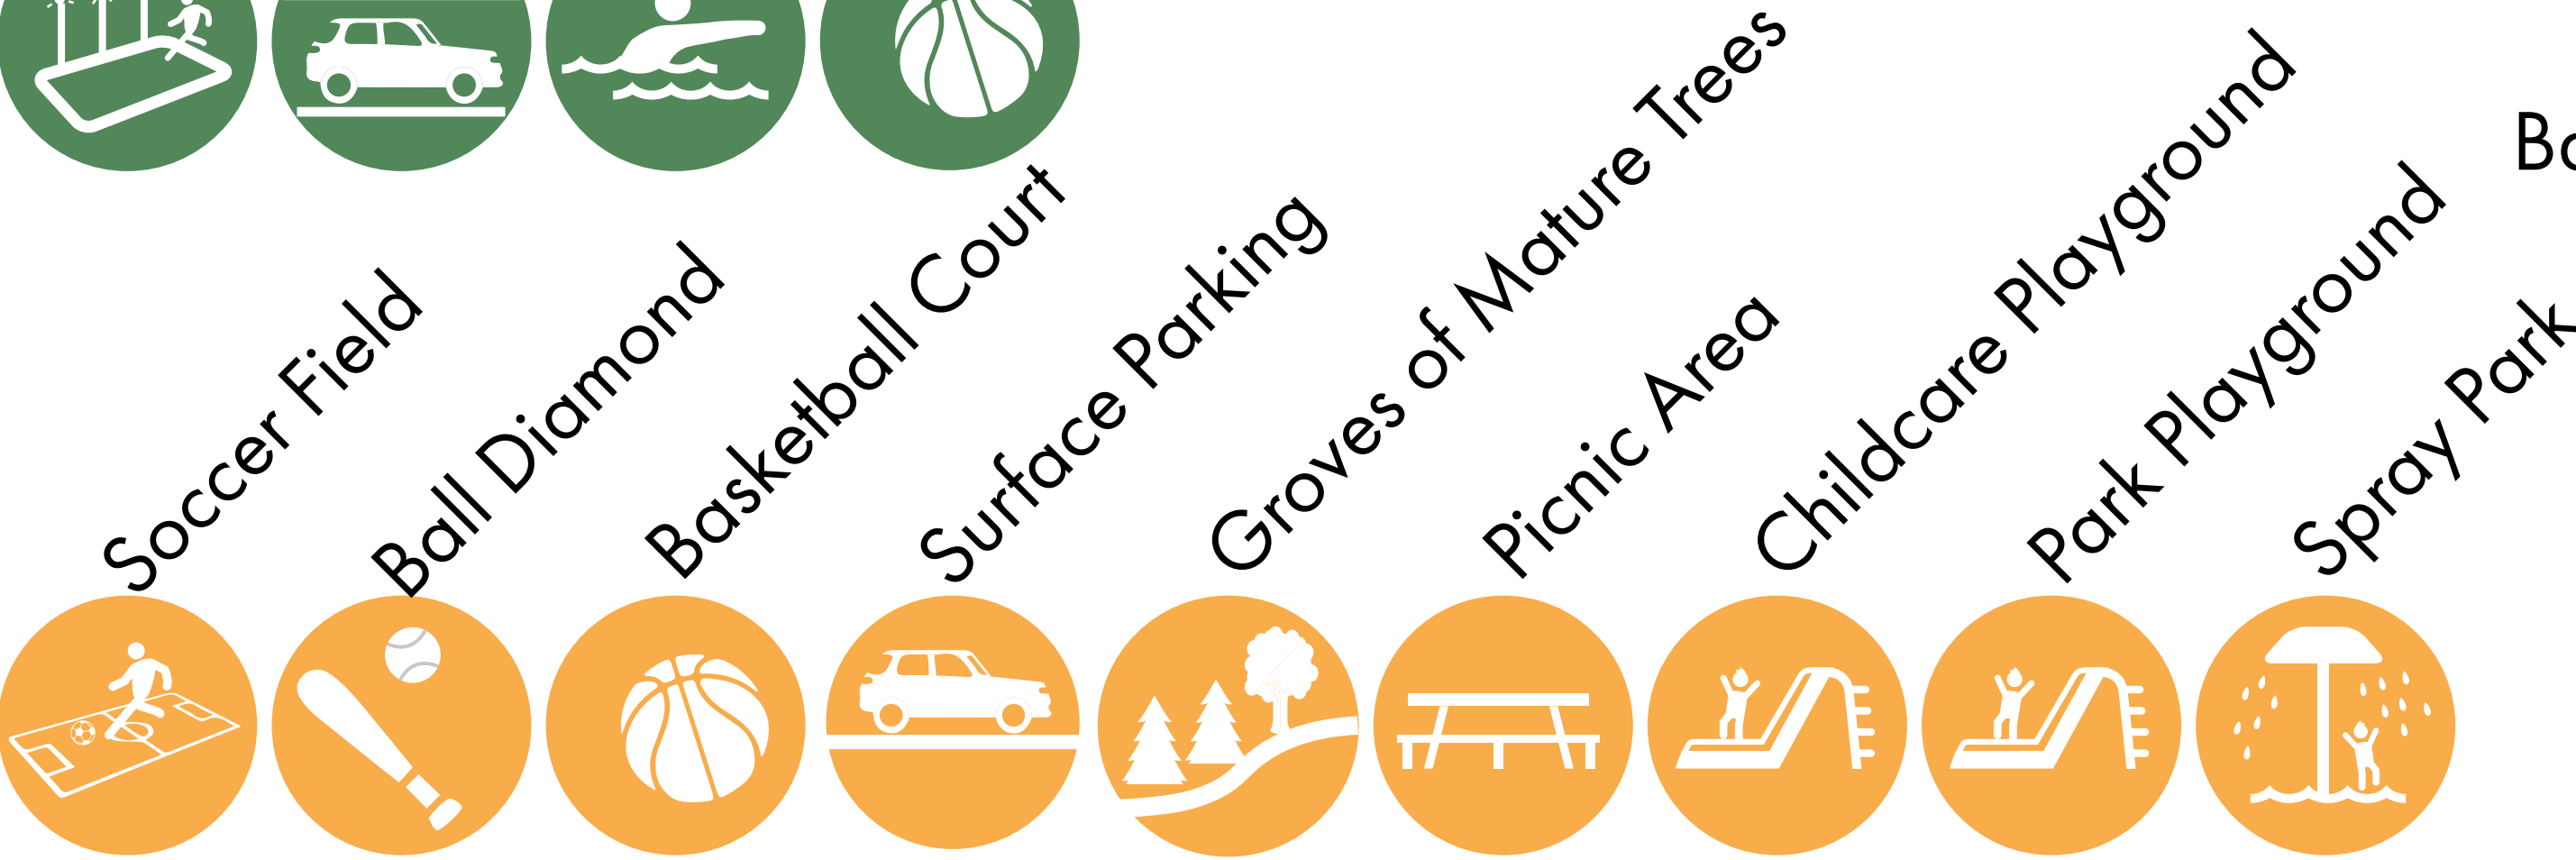 Soccer Field
Ball Diamond
Basketball Court
Surface Parking
Groves of Mature Trees
Picnic Area
Childcare Playground
Park Playground
Spray Park